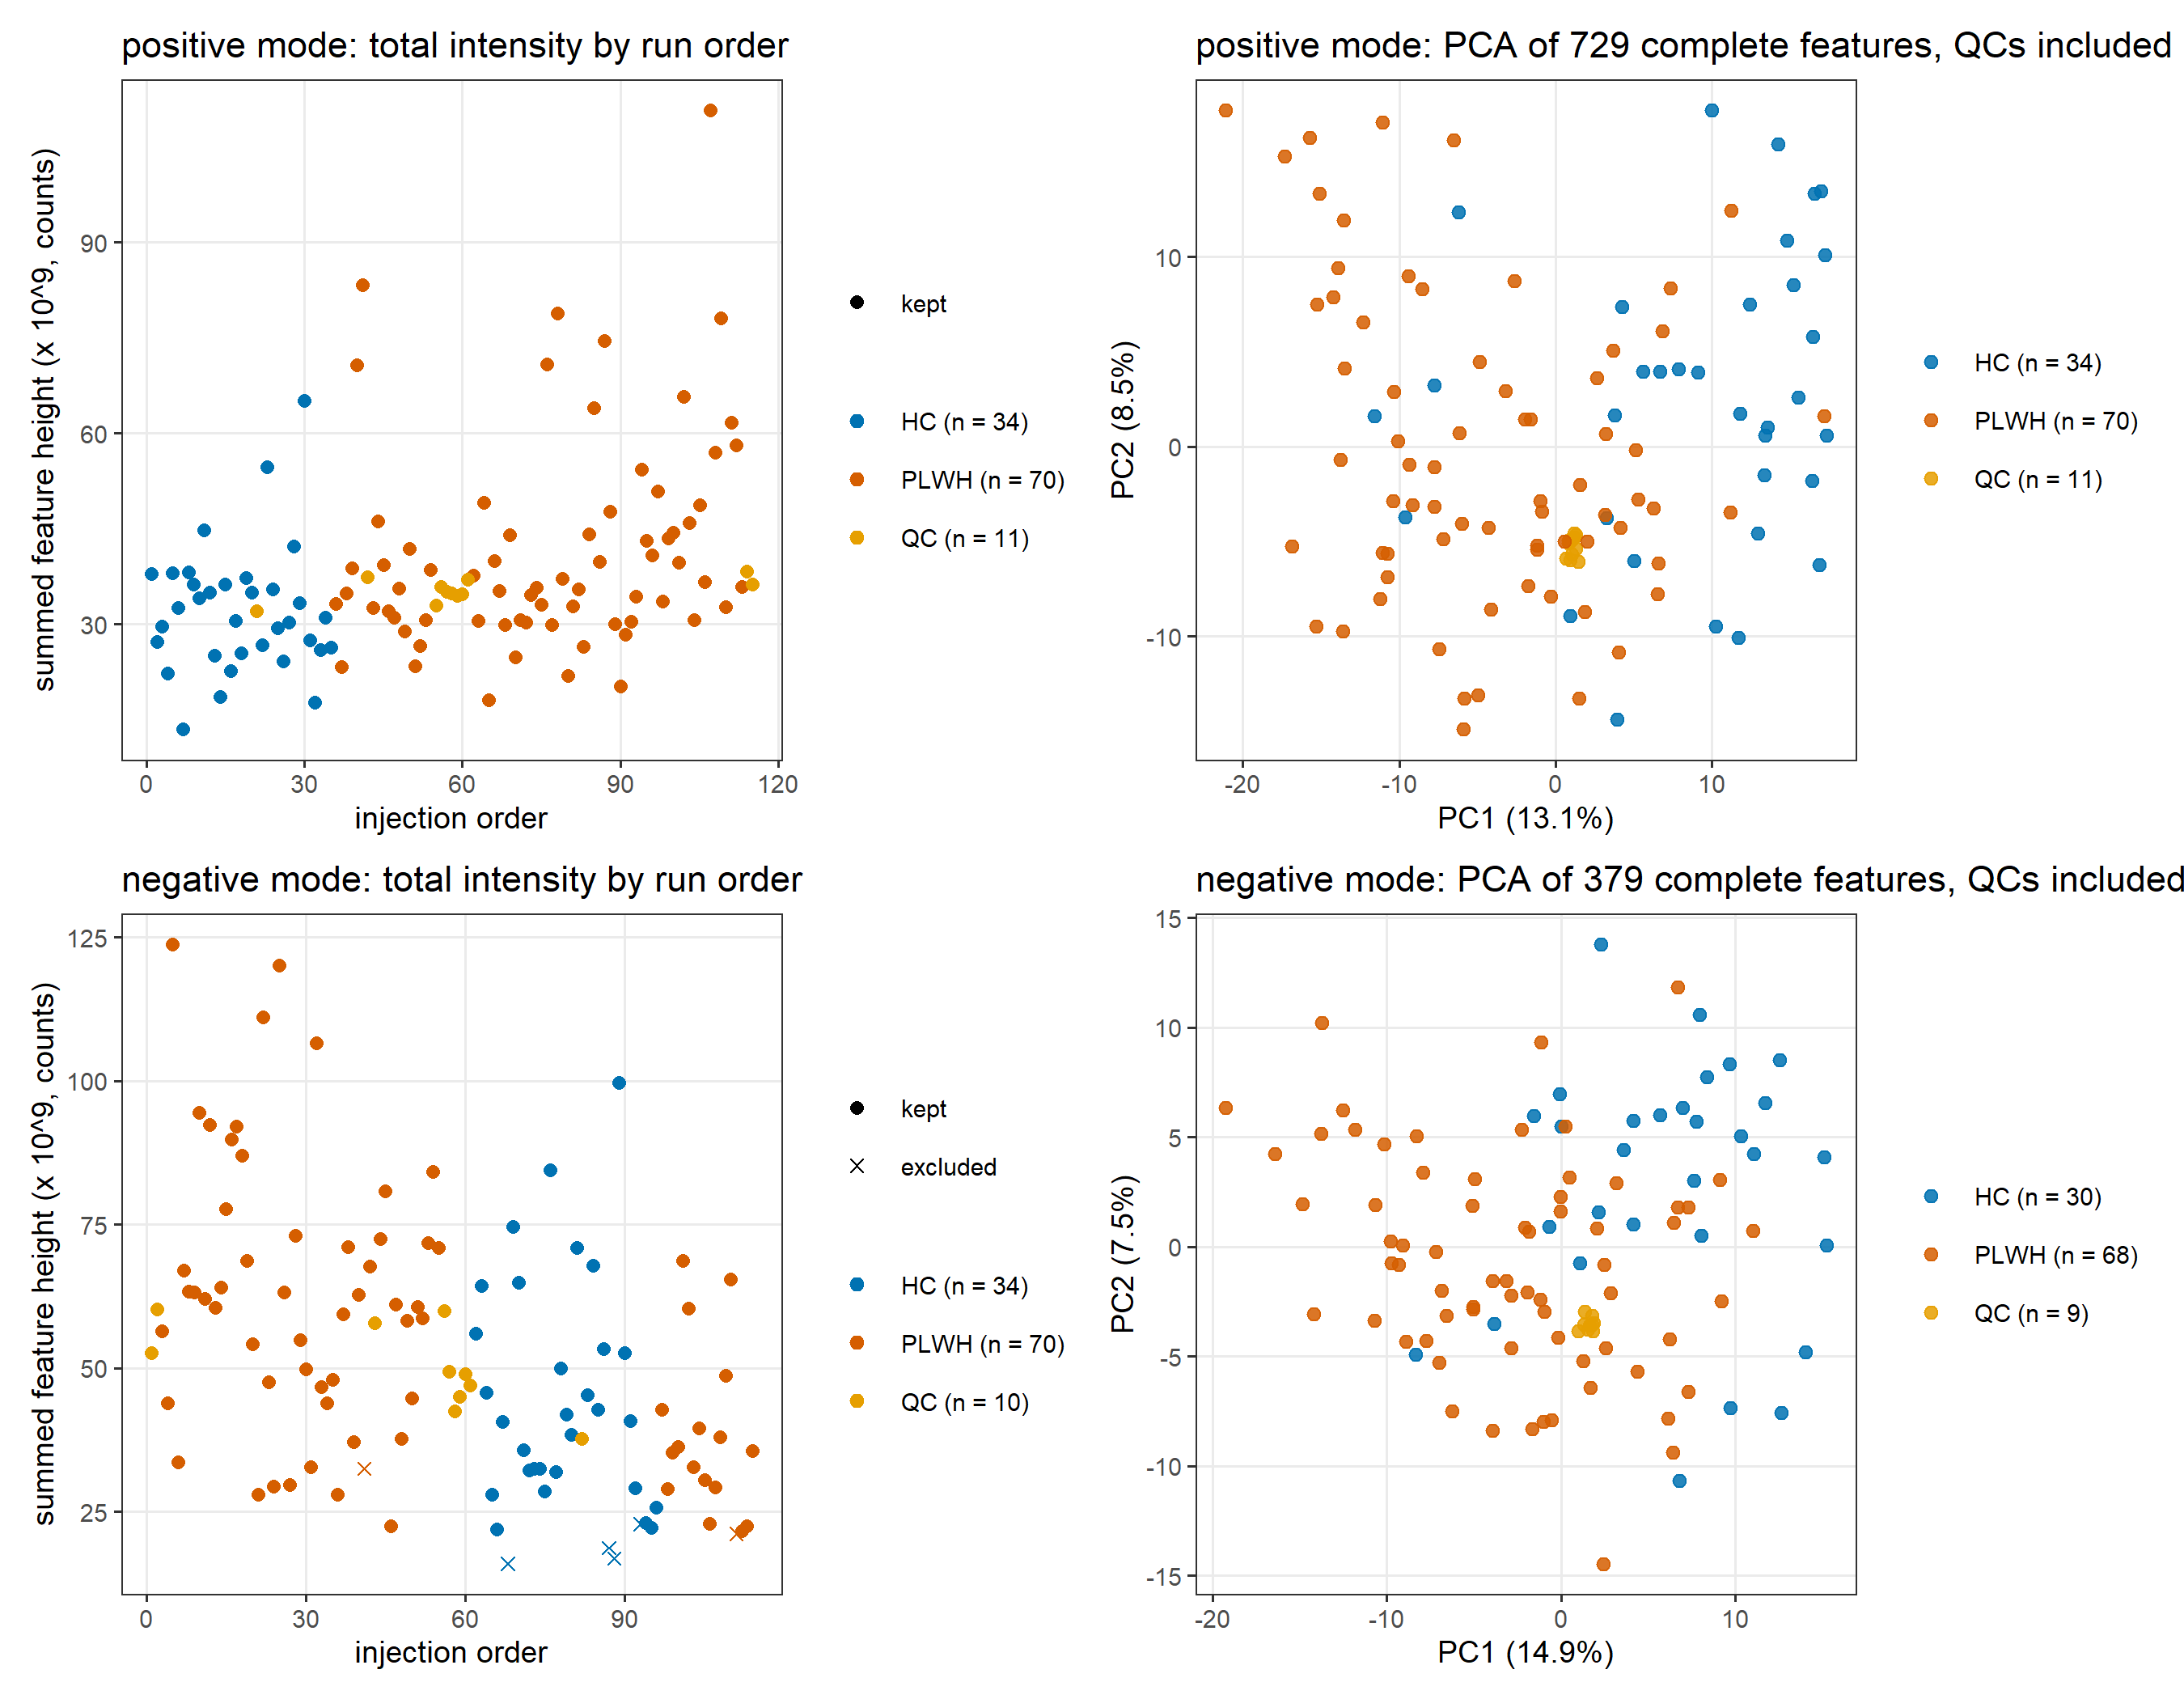 positive mode: total intensity by run order
summed feature height (x 10^9, counts)
90
60
30
0
30
60
90
120
injection order
kept
HC (n = 34)
PLWH (n = 70)
QC (n = 11)
positive mode: PCA of 729 complete features, QCs included
PC2 (8.5%)
10
0
-10
-20
-10
0
10
PC1 (13.1%)
HC (n = 34)
PLWH (n = 70)
QC (n = 11)
negative mode: total intensity by run order
summed feature height (x 10^9, counts)
125
100
75
50
25
0
30
60
90
injection order
kept
excluded
HC (n = 34)
PLWH (n = 70)
QC (n = 10)
negative mode: PCA of 379 complete features, QCs included
PC2 (7.5%)
15
10
5
0
-5
-10
-15
-20
-10
0
10
PC1 (14.9%)
HC (n = 30)
PLWH (n = 68)
QC (n = 9)